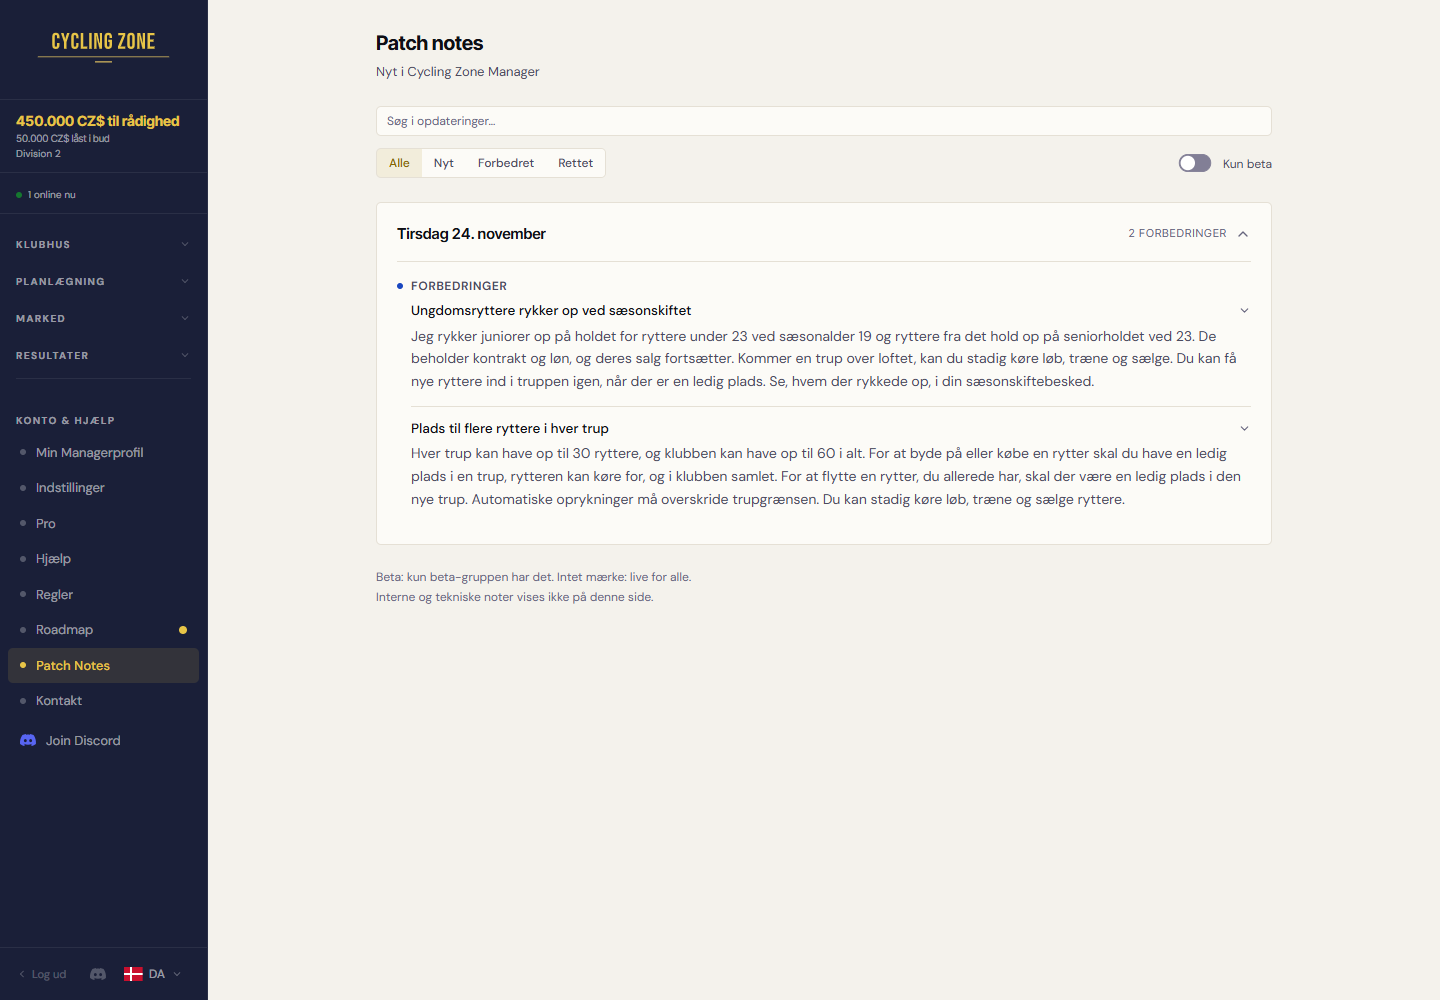 CYCLING ZONE
450.000 CZ$ til rådighed
50.000 CZ$ låst i bud
Division 2
1 online nu
KLUBHUS
PLANLÆGNING
MARKED
RESULTATER
KONTO & HJÆLP
Min Managerprofil
Indstillinger
Pro
Hjælp
Regler
Roadmap
Patch Notes
Kontakt
Join Discord
Log ud
DA
Patch notes
Nyt i Cycling Zone Manager
Søg i opdateringer...
Alle Nyt Forbedret Rettet
Kun beta
Tirsdag 24. november
2 FORBEDRINGER
FORBEDRINGER
Ungdomsryttere rykker op ved sæsonskiftet
Jeg rykker juniorer op på holdet for ryttere under 23 ved sæsonalder 19 og ryttere fra det hold op på seniorholdet ved 23. De
beholder kontrakt og løn, og deres salg fortsætter. Kommer en trup over loftet, kan du stadig køre løb, træne og sælge. Du kan få
nye ryttere ind i truppen igen, når der er en ledig plads. Se, hvem der rykkede op, i din sæsonskiftebesked.
Plads til flere ryttere i hver trup
Hver trup kan have op til 30 ryttere, og klubben kan have op til 60 i alt. For at byde på eller købe en rytter skal du have en ledig
plads i en trup, rytteren kan køre for, og i klubben samlet. For at flytte en rytter, du allerede har, skal der være en ledig plads i den
nye trup. Automatiske oprykninger må overskride trupgrænsen. Du kan stadig køre løb, træne og sælge ryttere.
Beta: kun beta-gruppen har det. Intet mærke: live for alle.
Interne og tekniske noter vises ikke på denne side.